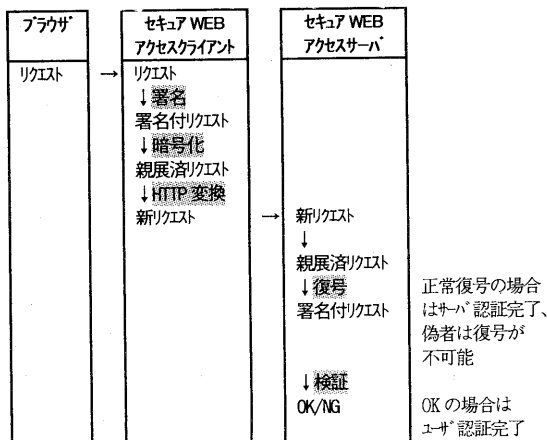 ブラウザ
セキュア WEB
アクセスクライアント
セキュア WEB
アクセスサーバ
リクエスト
→
リクエスト
↓署名
署名付リクエスト
↓暗号化
親展済リクエスト
↓HTTP 変換
新リクエスト
→
新リクエスト
↓
親展済リクエスト
↓復号
署名付リクエスト
正常復号の場合
はサーバ認証完了、
偽者は復号が
不可能
↓検証
OK/NG
OK の場合は
ユーザ認証完了